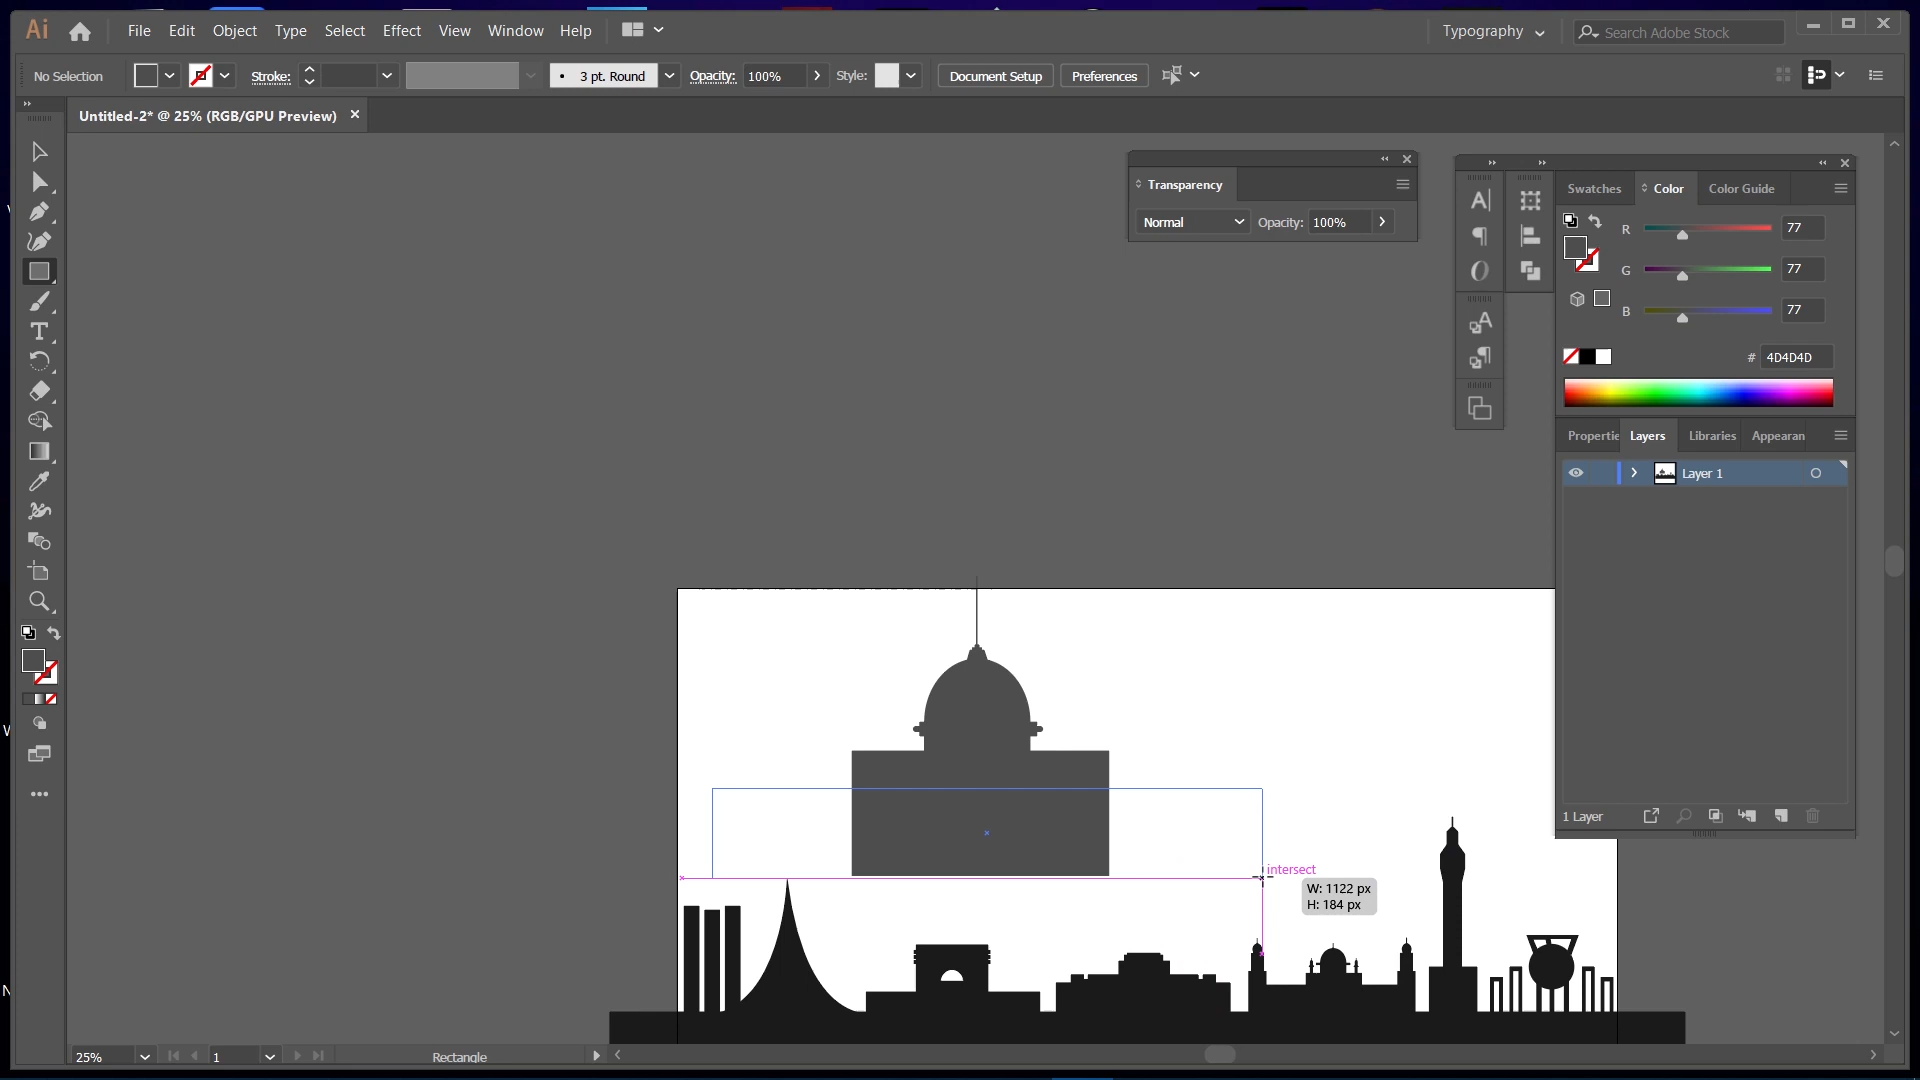 Ai File Edit Object Type Select Effect View Window Help Typography Search Adobe Stock
No Selection Stroke: 3 pt. Round Opacity: 100% Style: Document Setup Preferences
Untitled-2* @ 25% (RGB/GPU Preview)
Transparency
Normal Opacity: 100%
Swatches Color Color Guide
R 77
G 77
B 77
# 4D4D4D
Properti Layers Libraries Appearan
Layer 1
1 Layer
intersect
W: 1122 px
H: 184 px
25% 1 Rectangle